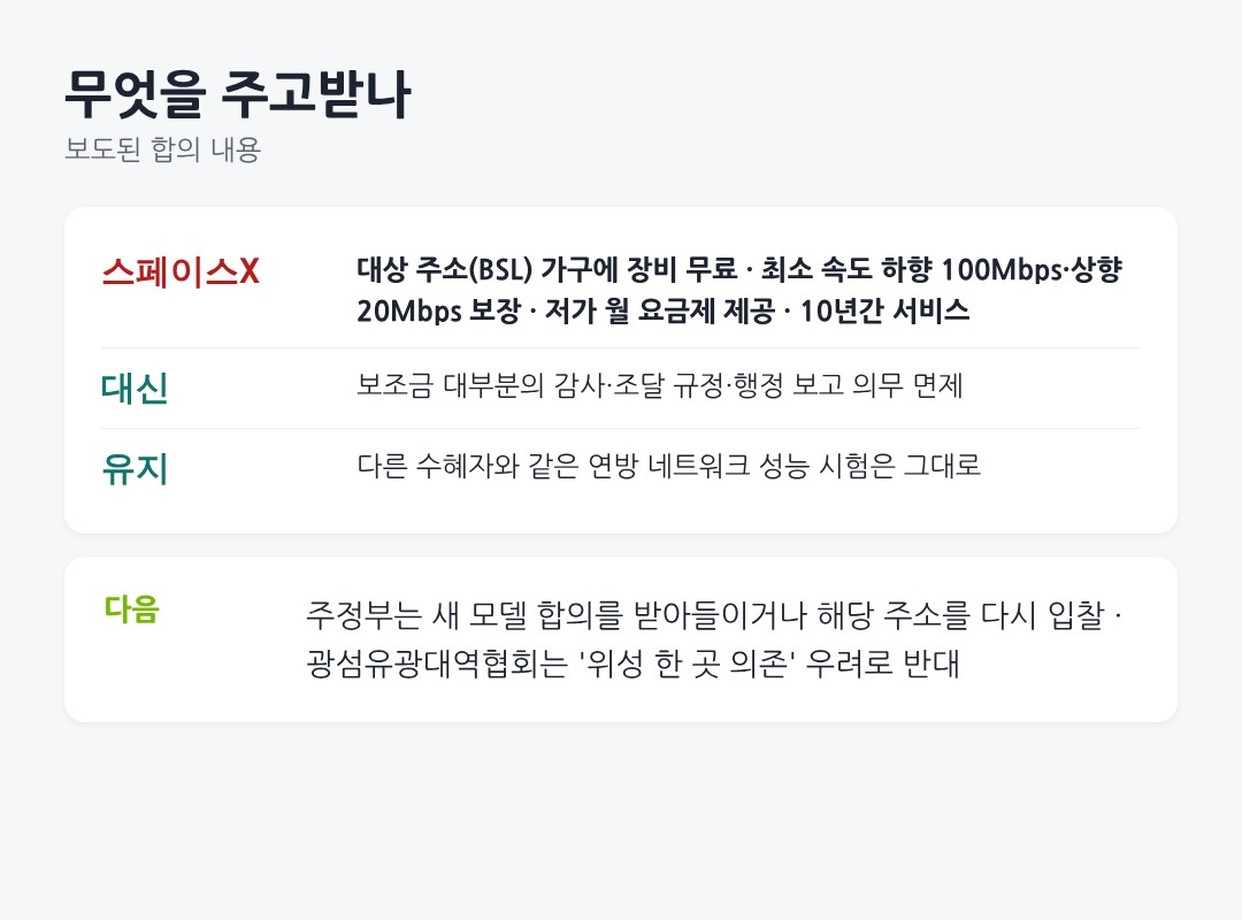 무엇을 주고받나
보도된 합의 내용
스페이스X
대상 주소(BSL) 가구에 장비 무료 · 최소 속도 하향 100Mbps·상향
20Mbps 보장 · 저가 월 요금제 제공 · 10년간 서비스
대신
보조금 대부분의 감사·조달 규정·행정 보고 의무 면제
유지
다른 수혜자와 같은 연방 네트워크 성능 시험은 그대로
다음
주정부는 새 모델 합의를 받아들이거나 해당 주소를 다시 입찰 ·
광섬유광대역협회는 '위성 한 곳 의존' 우려로 반대